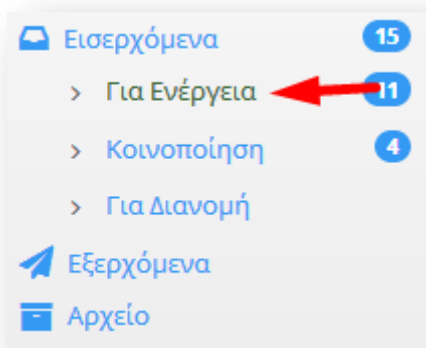 Εισερχόμενα 15
> Για Ενέργεια 11
> Κοινοποίηση 4
> Για Διανομή
Εξερχόμενα
Αρχείο